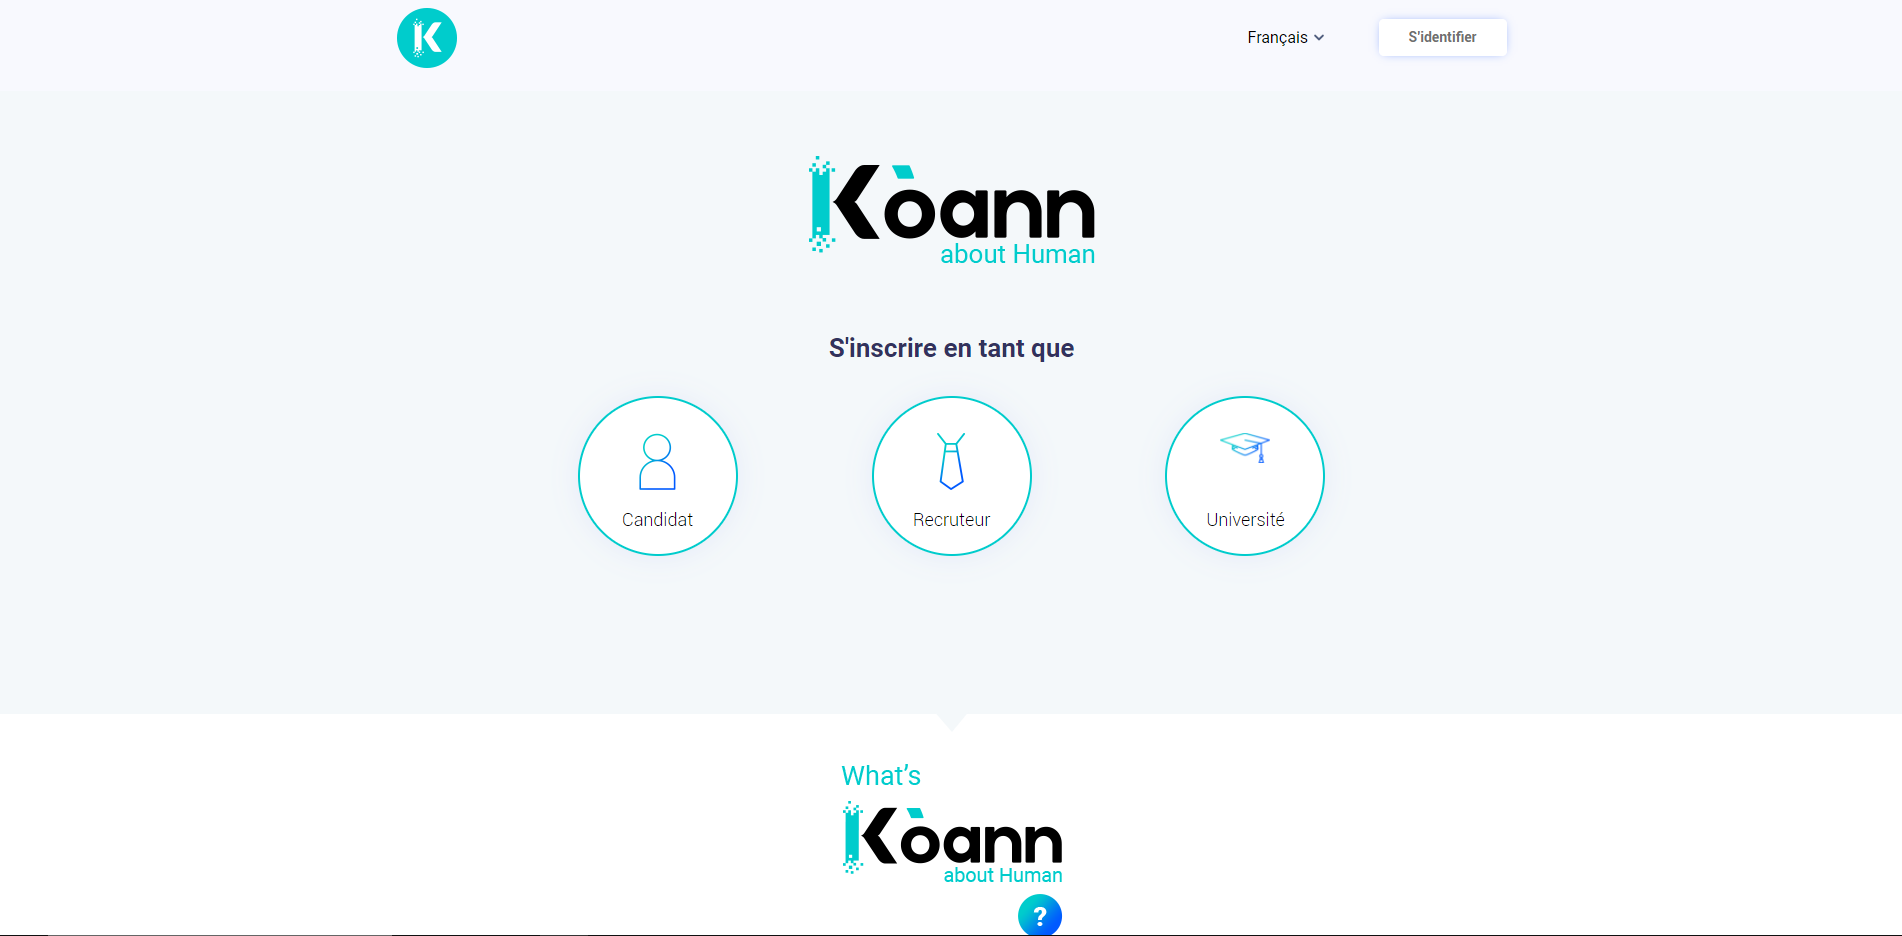 K
Français
S'identifier
Kòann
about Human
S'inscrire en tant que
Candidat
Recruteur
Université
What's
Kòann
about Human
?